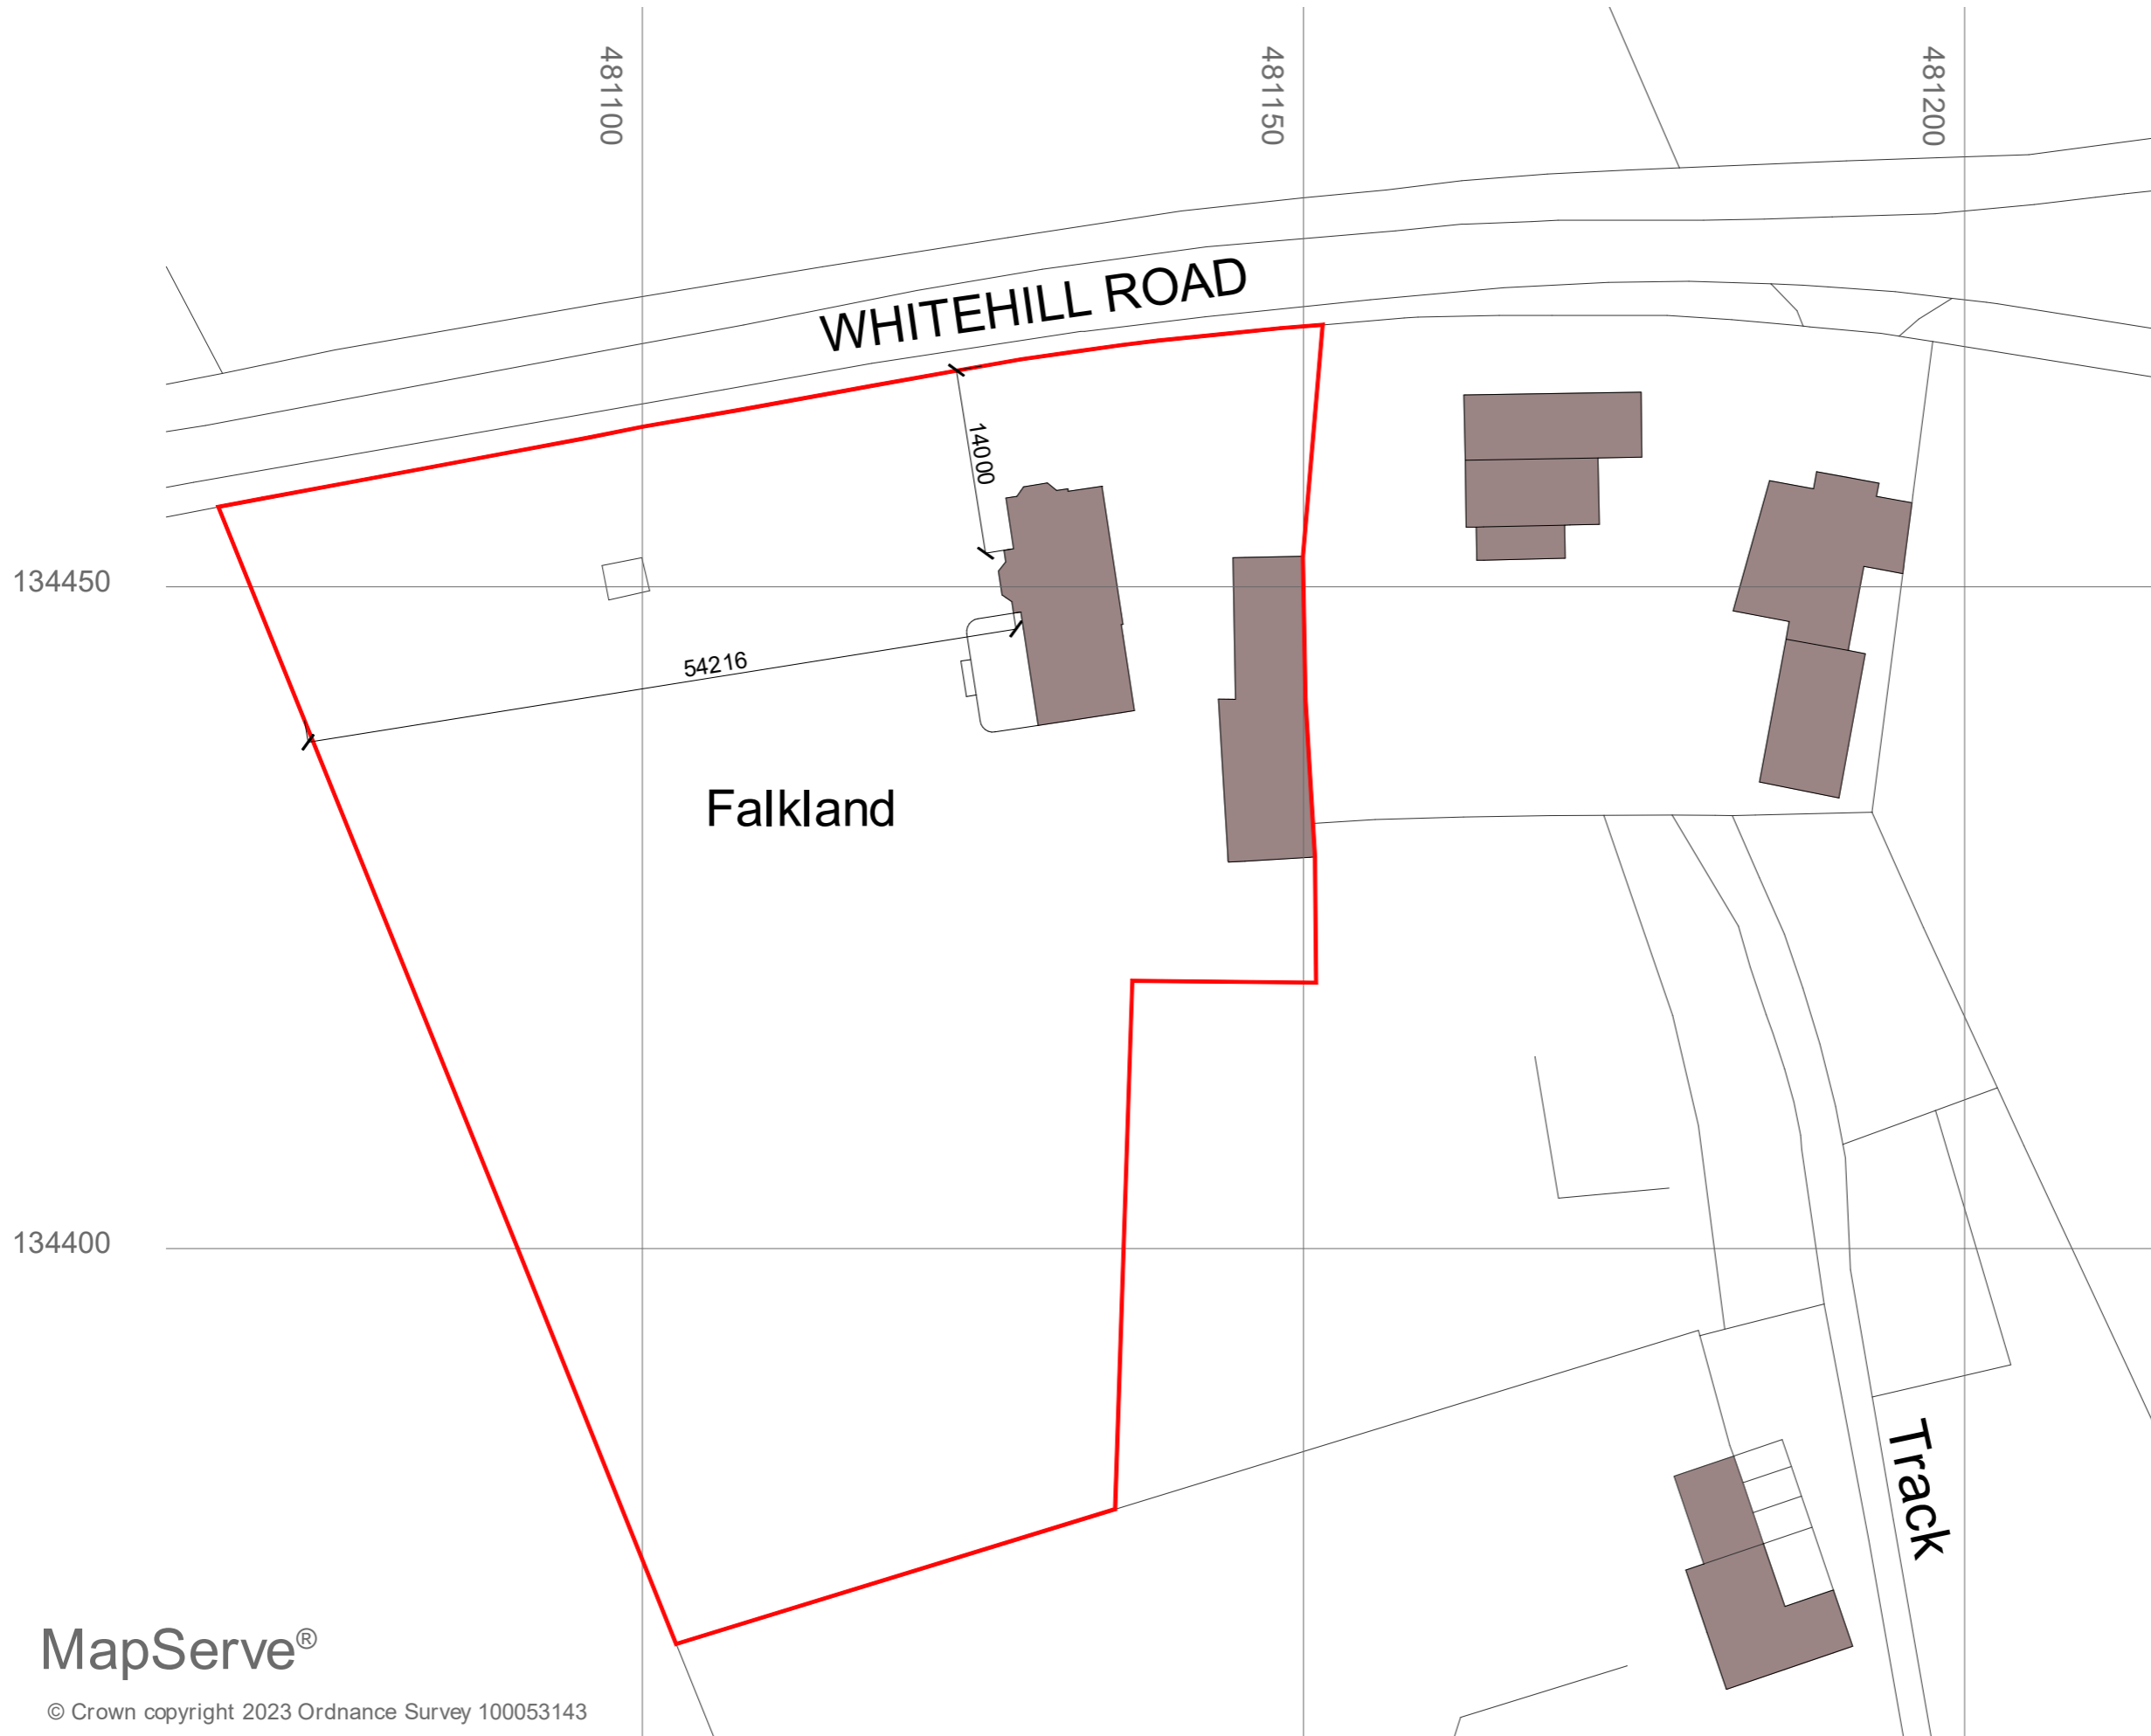 481100
481150
481200
WHITEHILL ROAD
14000
134450
54216
Falkland
134400
Track
MapServe®
© Crown copyright 2023 Ordnance Survey 100053143